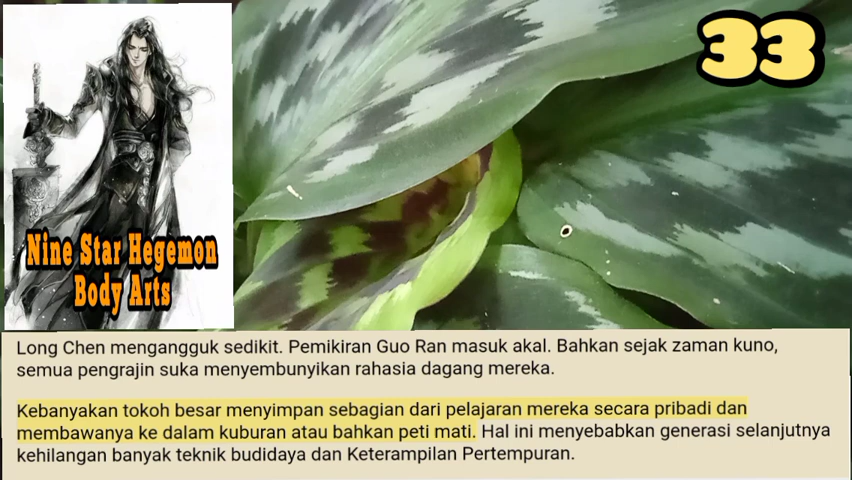 33
Nine Star Hegemon
Body Arts
Long Chen mengangguk sedikit. Pemikiran Guo Ran masuk akal. Bahkan sejak zaman kuno,
semua pengrajin suka menyembunyikan rahasia dagang mereka.
Kebanyakan tokoh besar menyimpan sebagian dari pelajaran mereka secara pribadi dan
membawanya ke dalam kuburan atau bahkan peti mati. Hal ini menyebabkan generasi selanjutnya
kehilangan banyak teknik budidaya dan Keterampilan Pertempuran.